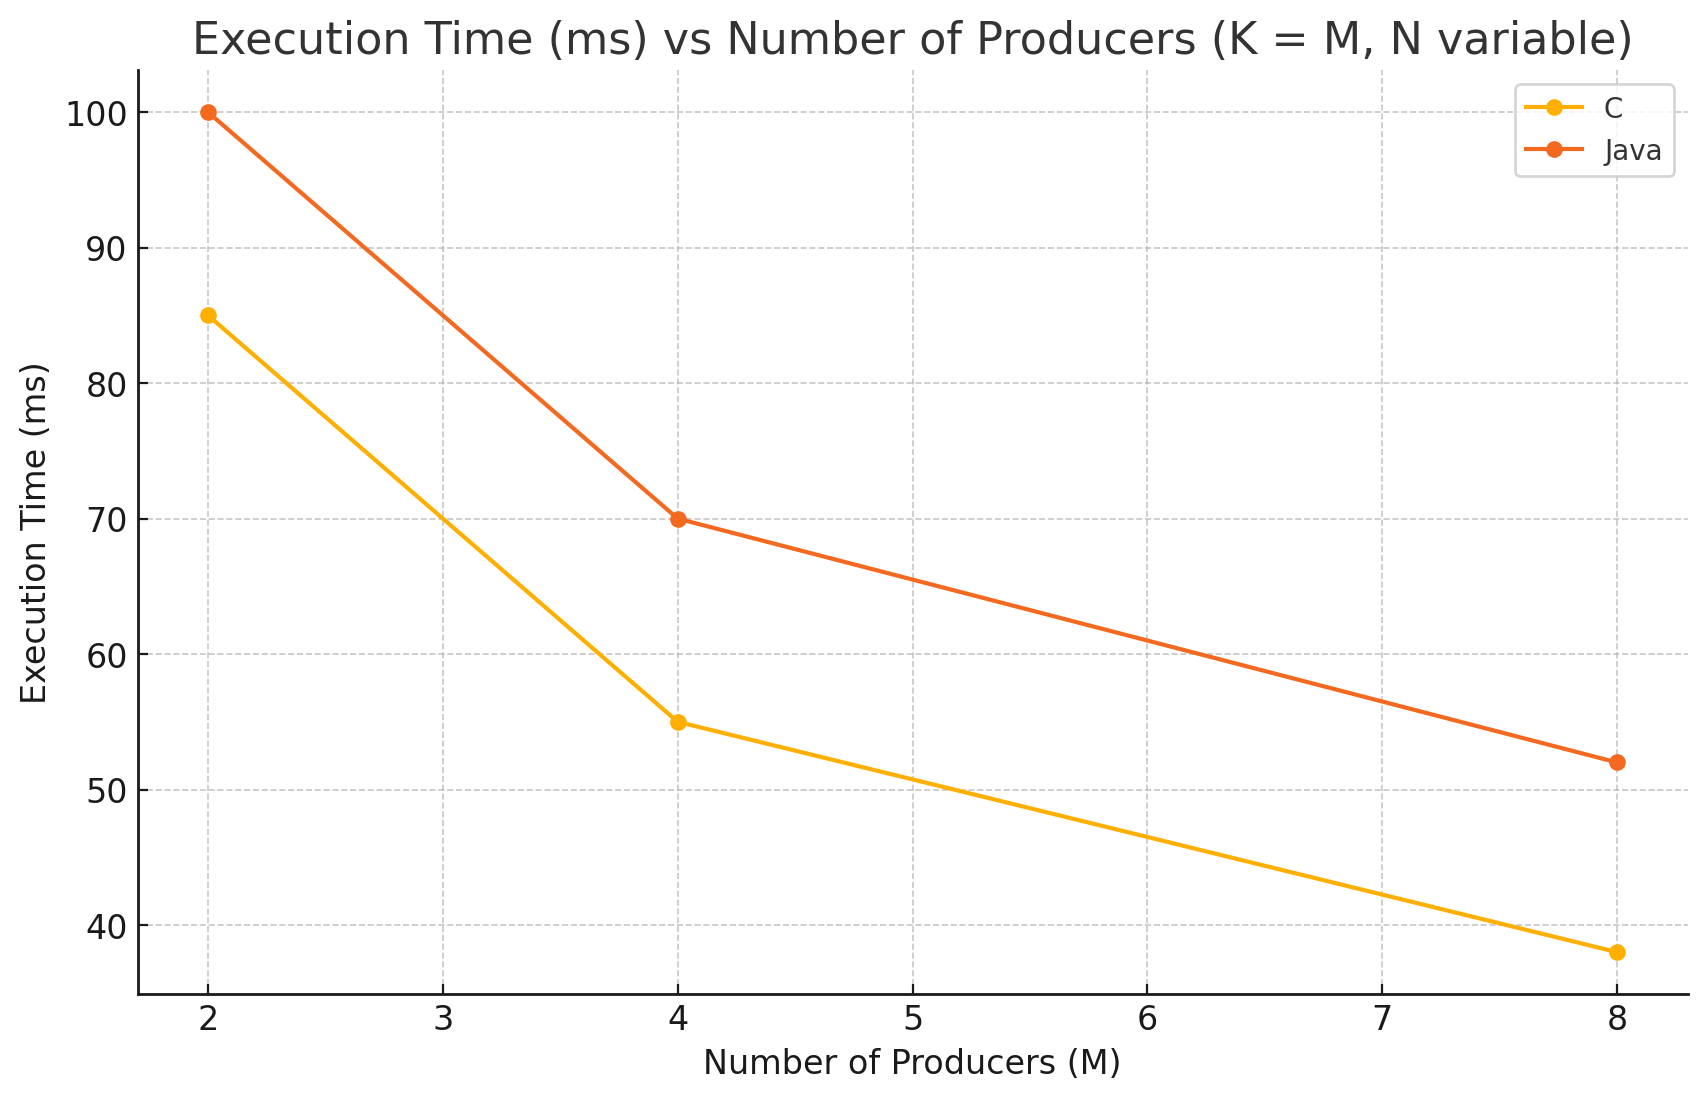 Execution Time (ms) vs Number of Producers (K = M, N variable)
C
Java
100
90
80
70
60
50
40
Execution Time (ms)
2 3 4 5 6 7 8
Number of Producers (M)